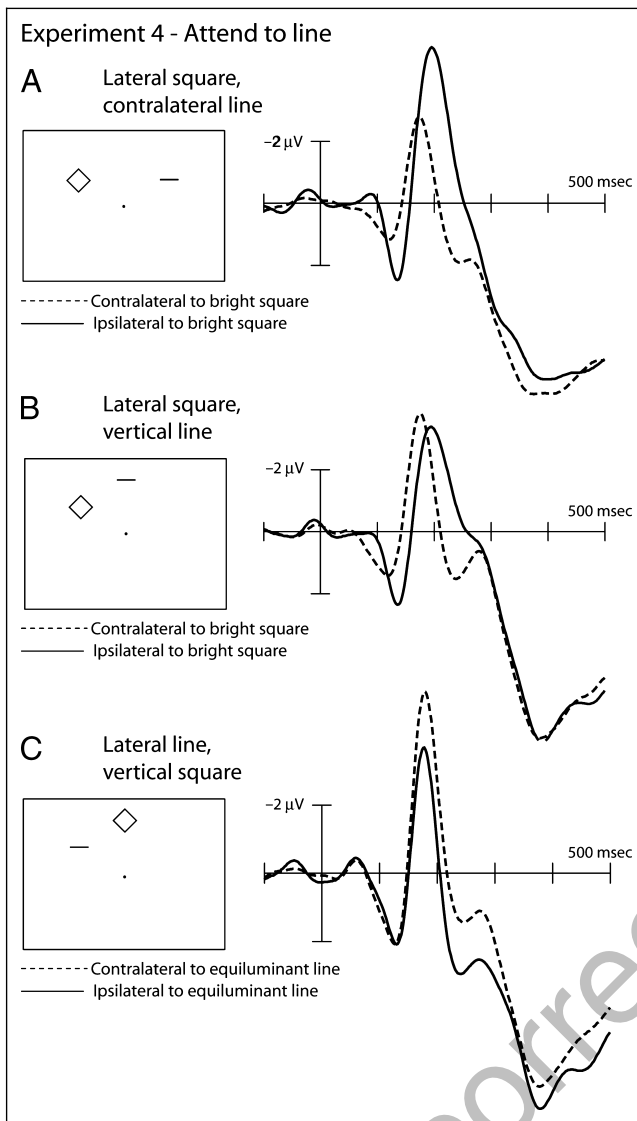 Experiment 4 - Attend to line
A
Lateral square,
contralateral line
−2 μV
500 msec
Contralateral to bright square
Ipsilateral to bright square
B
Lateral square,
vertical line
−2 μV
500 msec
Contralateral to bright square
Ipsilateral to bright square
C
Lateral line,
vertical square
−2 μV
500 msec
Contralateral to equiluminant line
Ipsilateral to equiluminant line